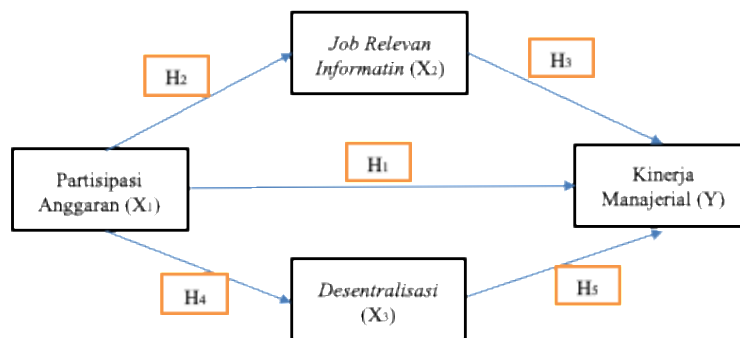 Job Relevan
Informatin (X₂)
H₂
H₃
H₁
Partisipasi
Anggaran (X₁)
Kinerja
Manajerial (Y)
H₄
Desentralisasi
(X₃)
H₅